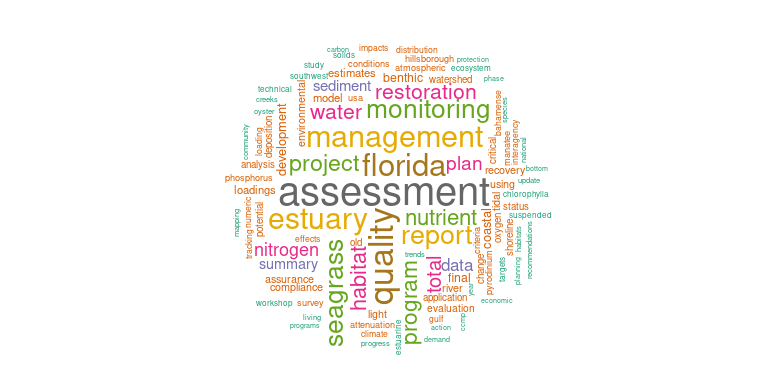 carbon
impacts
distribution
solids
hillsborough
protection
study
conditions
atmospheric
ecosystem
southwest
estimates
benthic
watershed
phase
technical
sediment
restoration
creeks
model
usa
species
oyster
water
monitoring
bahamense
environmental
community
loading
deposition
development
management
critical
manatee
interagency
national
analysis
project
florida
plan
recovery
bottom
phosphorus
loadings
assessment
using
update
chlorophylla
numeric
potential
estuary
quality
nutrient
tidal
status
suspended
mapping
tracking
nitrogen
effects
old
report
coastal
oxygen
shoreline
criteria
habitats
recommendations
summary
seagrass
habitat
trends
program
total
data
change
pyrodinium
targets
planning
assurance
compliance
final
river
year
economic
workshop
survey
light
application
evaluation
living
programs
attenuation
climate
progress
estuarine
gulf
action
demand
ccmp